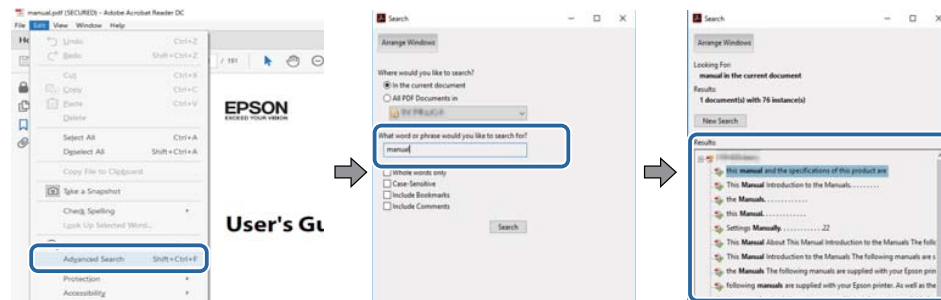 manual.pdf (SECURED) - Adobe Acrobat Reader DC
File Edit View Window Help
Undo Ctrl+Z
Redo Shift+Ctrl+Z
Cut Ctrl+X
Copy Ctrl+C
Paste Ctrl+V
Delete
Select All Ctrl+A
Deselect All Shift+Ctrl+A
Copy File to Clipboard
Take a Snapshot
Check Spelling
Look Up Selected Word...
Advanced Search Shift+Ctrl+F
Protection
Accessibility
/ 191
EPSON
EXCEED YOUR VISION
User's Gu
Search
Arrange Windows
Where would you like to search?
In the current document
All PDF Documents in
What word or phrase would you like to search for?
manual
Whole words only
Case-Sensitive
Include Bookmarks
Include Comments
Search
Search
Arrange Windows
Looking For:
manual in the current document
Results:
1 document(s) with 76 instance(s)
New Search
Results:
this manual and the specifications of this product are
This Manual Introduction to the Manuals. . . . . . . . .
the Manuals. . . . . . . . . . . . .
this Manual. . . . . . . . . . . . .
Settings Manually. . . . . . . . . . . . .22
This Manual About This Manual Introduction to the Manuals The follo
This Manual Introduction to the Manuals The following manuals are s
the Manuals The following manuals are supplied with your Epson prin
following manuals are supplied with your Epson printer. As well as the